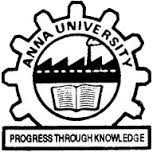 ANNA UNIVERSITY
PROGRESS THROUGH KNOWLEDGE